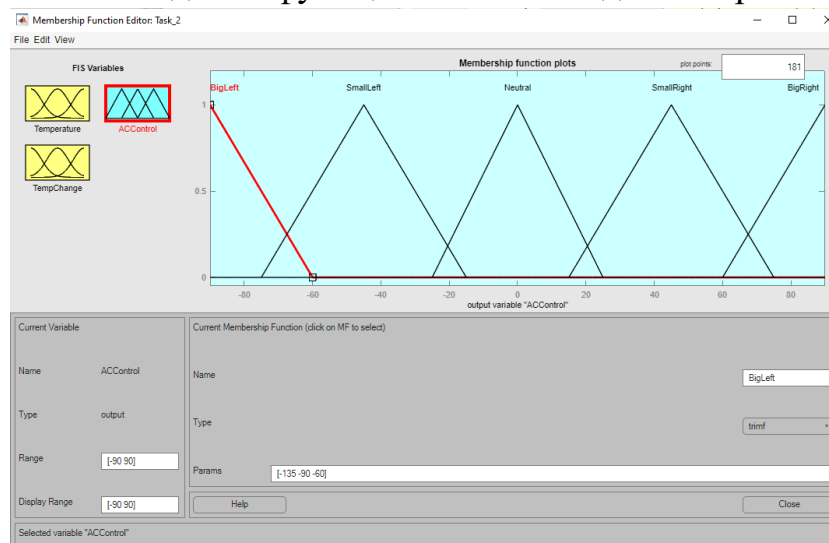 Membership Function Editor: Task_2
File Edit View
FIS Variables
Temperature
ACControl
TempChange
Membership function plots
plot points:
181
BigLeft
SmallLeft
Neutral
SmallRight
BigRight
1
0.5
0
-80
-60
-40
-20
0
20
40
60
80
output variable "ACControl"
Current Variable
Name
ACControl
Type
output
Range
[-90 90]
Display Range
[-90 90]
Current Membership Function (click on MF to select)
Name
BigLeft
Type
trimf
Params
[-135 -90 -60]
Help
Close
Selected variable "ACControl"